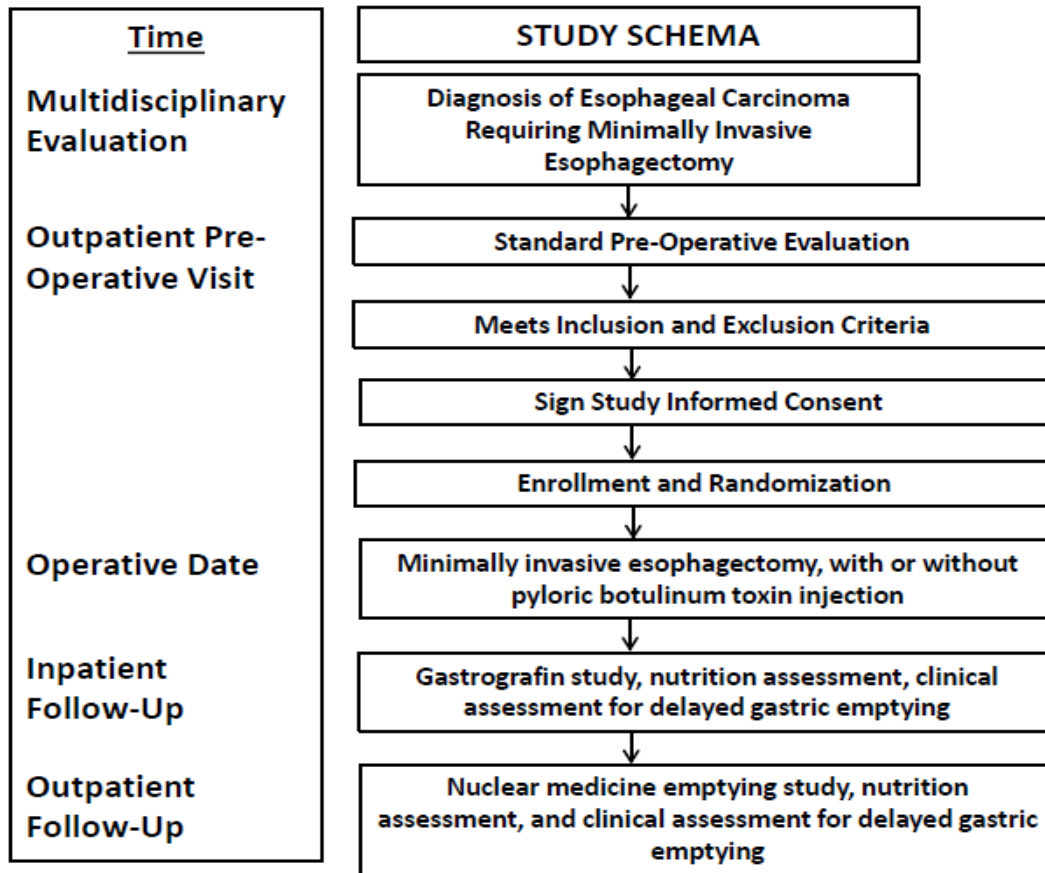 Time
Multidisciplinary
Evaluation
Outpatient Pre-
Operative Visit
Operative Date
Inpatient
Follow-Up
Outpatient
Follow-Up
STUDY SCHEMA
Diagnosis of Esophageal Carcinoma
Requiring Minimally Invasive
Esophagectomy
Standard Pre-Operative Evaluation
Meets Inclusion and Exclusion Criteria
Sign Study Informed Consent
Enrollment and Randomization
Minimally invasive esophagectomy, with or without
pyloric botulinum toxin injection
Gastrografin study, nutrition assessment, clinical
assessment for delayed gastric emptying
Nuclear medicine emptying study, nutrition
assessment, and clinical assessment for delayed gastric
emptying